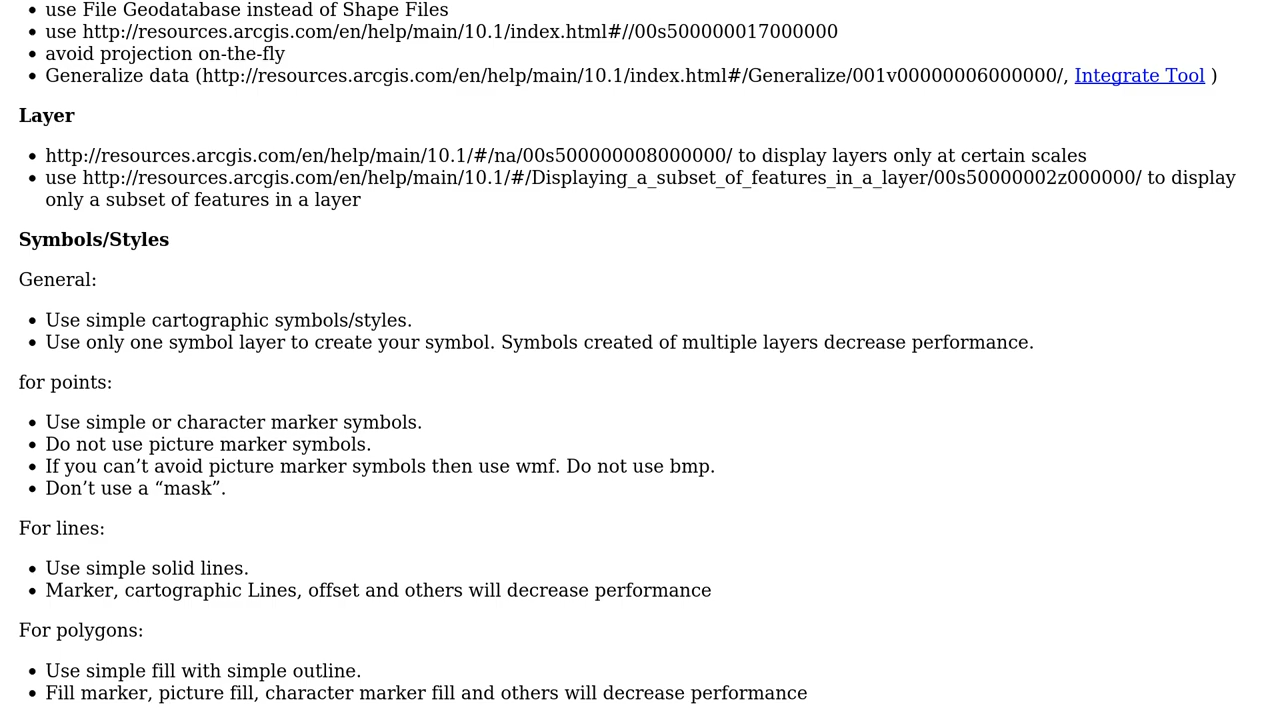 use File Geodatabase instead of Shape Files
use http://resources.arcgis.com/en/help/main/10.1/index.html#//00s500000017000000
avoid projection on-the-fly
Generalize data (http://resources.arcgis.com/en/help/main/10.1/index.html#/Generalize/001v00000006000000/, Integrate Tool )
Layer
http://resources.arcgis.com/en/help/main/10.1/#/na/00s500000008000000/ to display layers only at certain scales
use http://resources.arcgis.com/en/help/main/10.1/#/Displaying_a_subset_of_features_in_a_layer/00s50000002z000000/ to display
only a subset of features in a layer
Symbols/Styles
General:
Use simple cartographic symbols/styles.
Use only one symbol layer to create your symbol. Symbols created of multiple layers decrease performance.
for points:
Use simple or character marker symbols.
Do not use picture marker symbols.
If you can’t avoid picture marker symbols then use wmf. Do not use bmp.
Don’t use a “mask”.
For lines:
Use simple solid lines.
Marker, cartographic Lines, offset and others will decrease performance
For polygons:
Use simple fill with simple outline.
Fill marker, picture fill, character marker fill and others will decrease performance